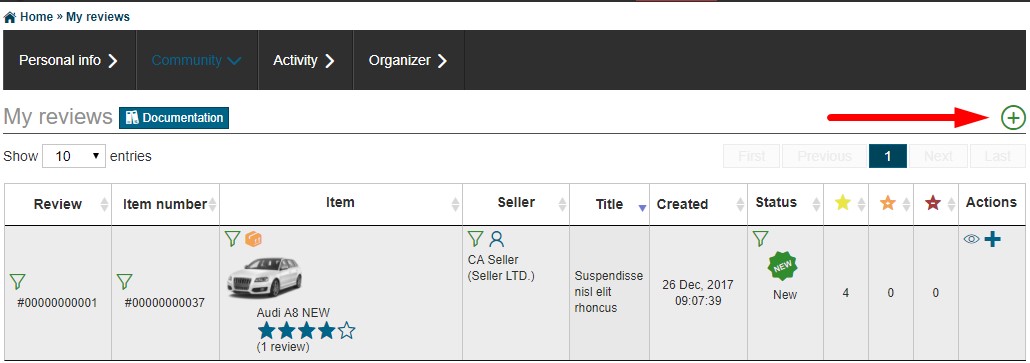 Home » My reviews
Personal info Community Activity Organizer
My reviews Documentation
Show 10 entries
First Previous 1 Next Last
Review Item number Item Seller Title Created Status Actions
#00000000001
#00000000037
Audi A8 NEW
(1 review)
CA Seller
(Seller LTD.)
Suspendisse
nisl elit
rhoncus
26 Dec, 2017
09:07:39
NEW
New
4
0
0